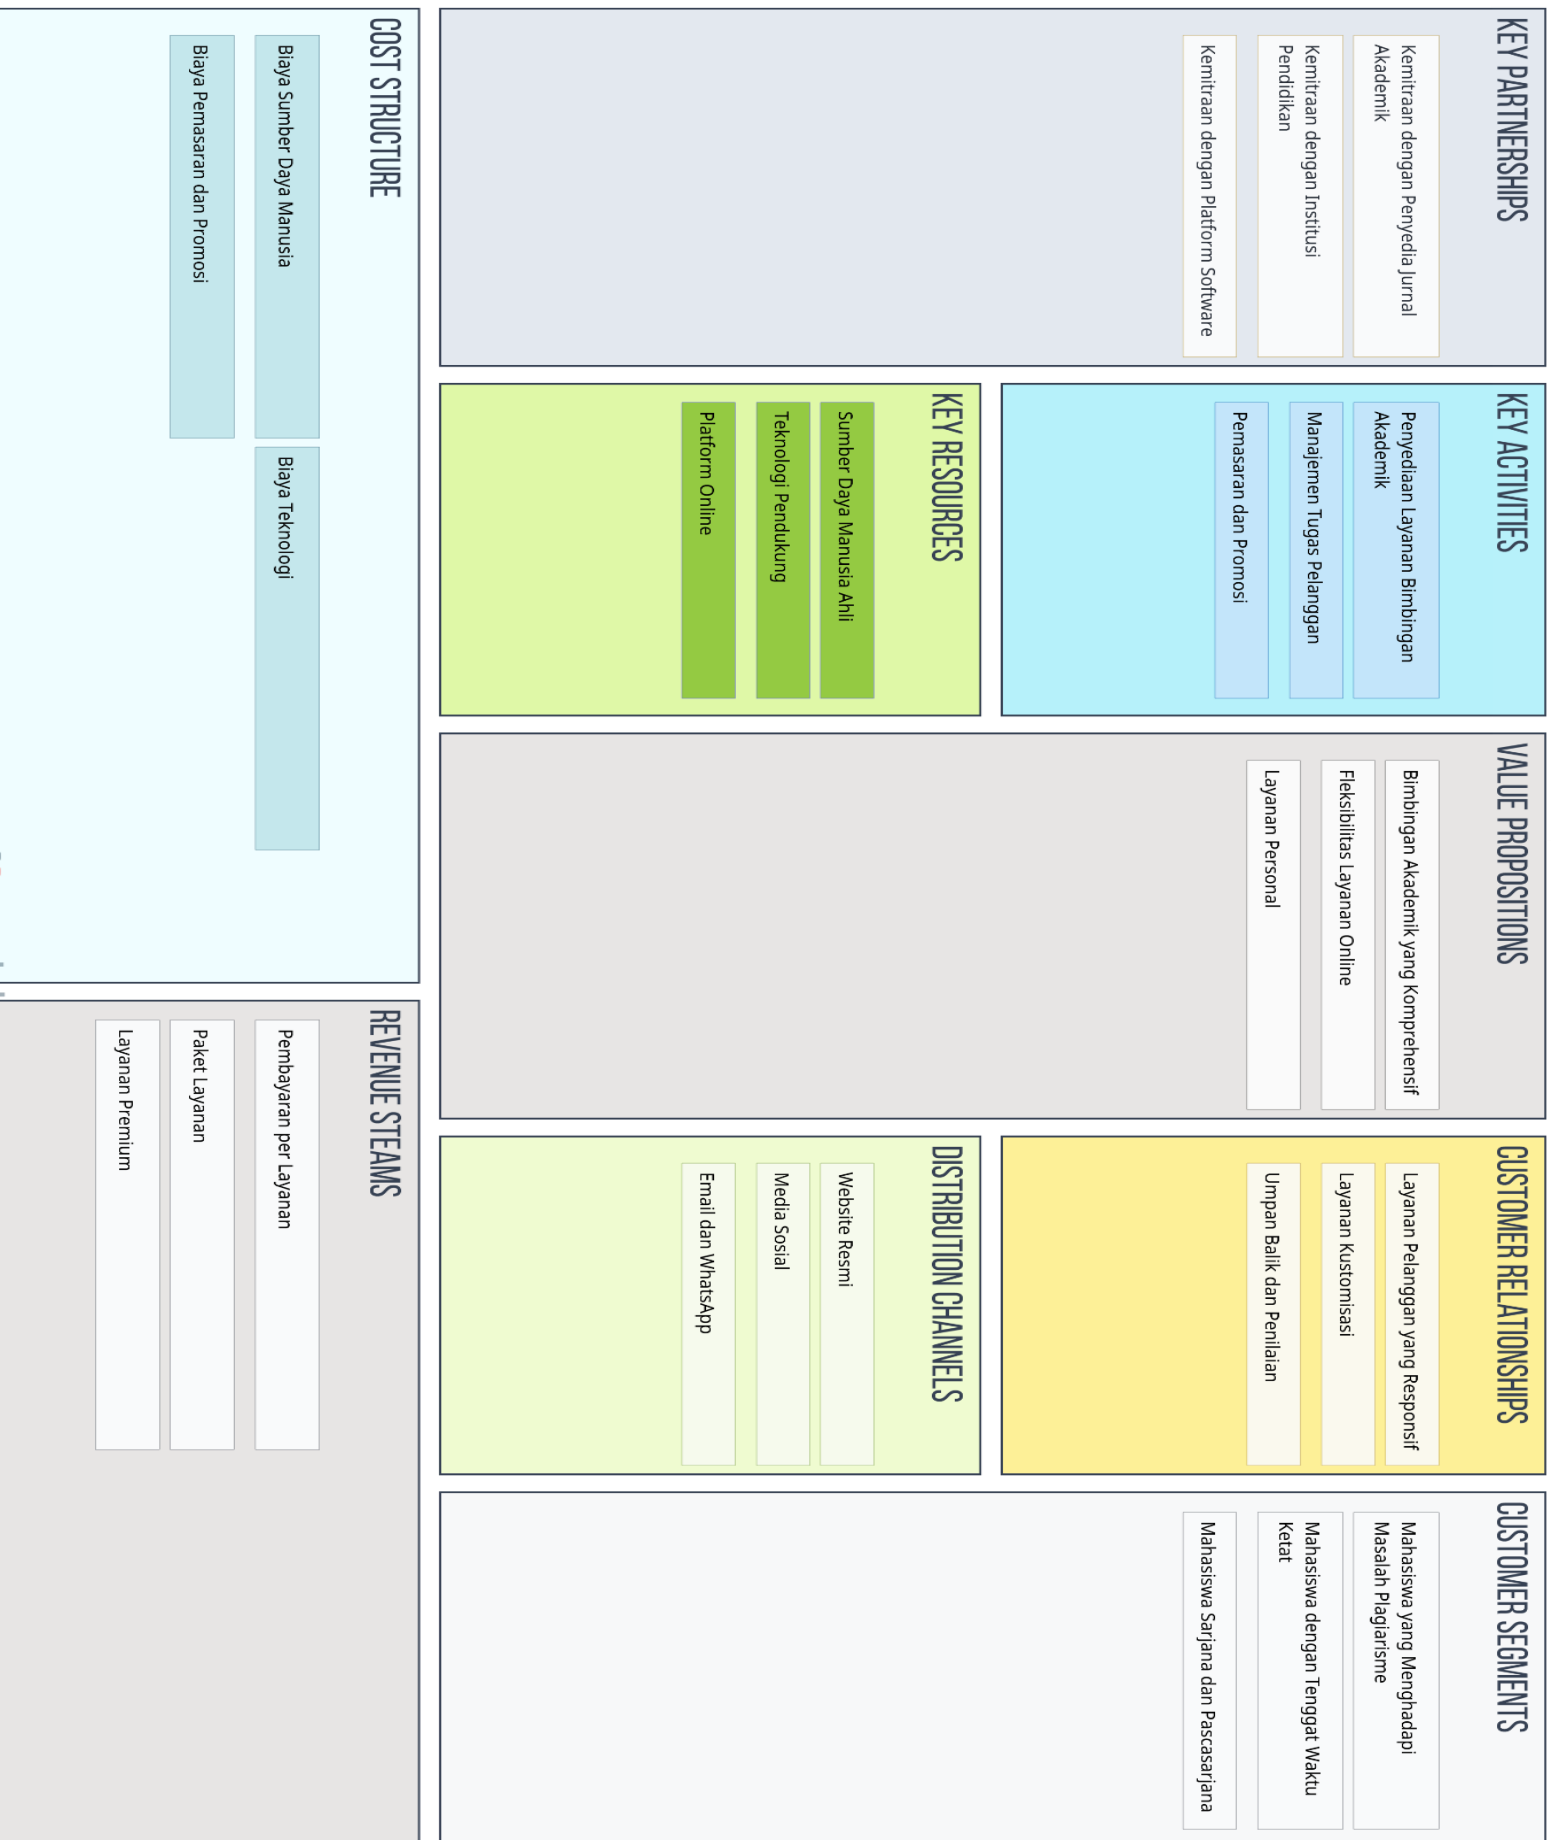 KEY PARTNERSHIPS
Kemitraan dengan Penyedia Jurnal
Akademik
Kemitraan dengan Institusi
Pendidikan
Kemitraan dengan Platform Software
KEY ACTIVITIES
Penyediaan Layanan Bimbingan
Akademik
Manajemen Tugas Pelanggan
Pemasaran dan Promosi
KEY RESOURCES
Sumber Daya Manusia Ahli
Teknologi Pendukung
Platform Online
VALUE PROPOSITIONS
Bimbingan Akademik yang Komprehensif
Fleksibilitas Layanan Online
Layanan Personal
CUSTOMER RELATIONSHIPS
Layanan Pelanggan yang Responsif
Layanan Kustomisasi
Umpan Balik dan Penilaian
DISTRIBUTION CHANNELS
Website Resmi
Media Sosial
Email dan WhatsApp
CUSTOMER SEGMENTS
Mahasiswa yang Menghadapi
Masalah Plagiarisme
Mahasiswa dengan Tenggat Waktu
Ketat
Mahasiswa Sarjana dan Pascasarjana
COST STRUCTURE
Biaya Sumber Daya Manusia
Biaya Teknologi
Biaya Pemasaran dan Promosi
REVENUE STEAMS
Pembayaran per Layanan
Paket Layanan
Layanan Premium